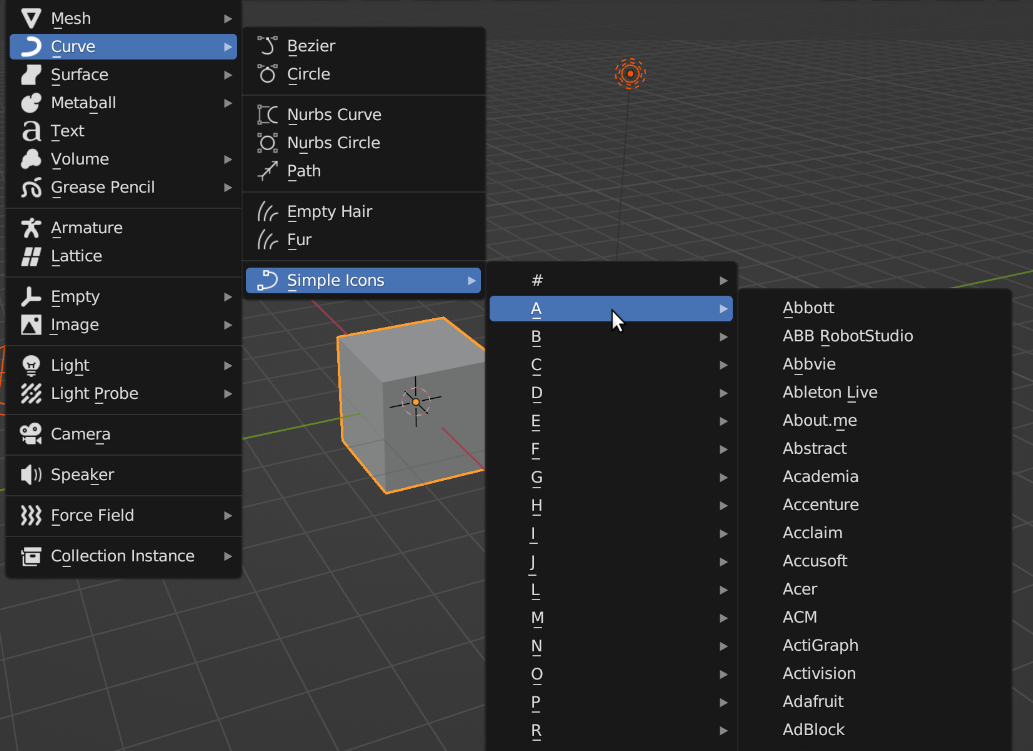 Mesh
Curve
Surface
Metaball
Text
Volume
Grease Pencil
Armature
Lattice
Empty
Image
Light
Light Probe
Camera
Speaker
Force Field
Collection Instance
Bezier
Circle
Nurbs Curve
Nurbs Circle
Path
Empty Hair
Fur
Simple Icons
#
A
B
C
D
E
F
G
H
I
J
L
M
N
O
P
R
Abbott
ABB RobotStudio
Abbvie
Ableton Live
About.me
Abstract
Academia
Accenture
Acclaim
Accusoft
Acer
ACM
ActiGraph
Activision
Adafruit
AdBlock